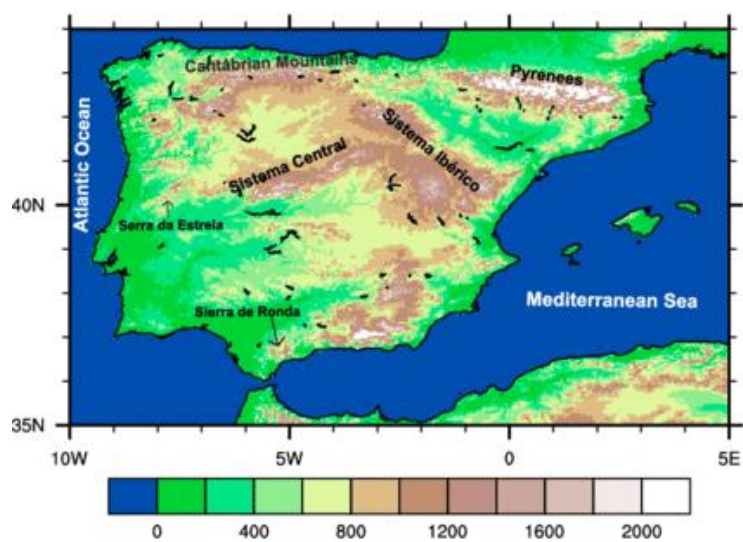 Cantábrian Mountains
Pyrenees
Atlantic Ocean
Sistema Ibérico
Sistema Central
40N
Serra da Estrela
Mediterranean Sea
Sierra de Ronda
35N
10W 5W 0 5E
0 400 800 1200 1600 2000